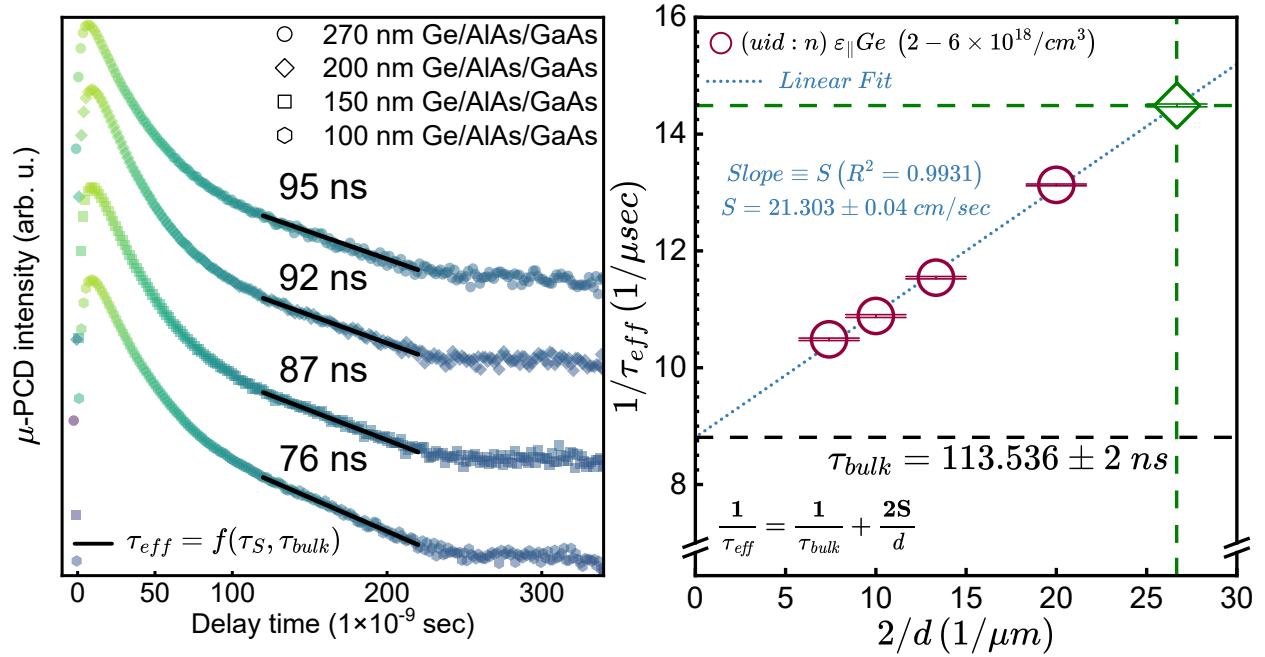 μ-PCD intensity (arb. u.)
270 nm Ge/AlAs/GaAs
200 nm Ge/AlAs/GaAs
150 nm Ge/AlAs/GaAs
100 nm Ge/AlAs/GaAs
95 ns
92 ns
87 ns
76 ns
τ_eff = f(τ_S, τ_bulk)
0 50 100 200 300
Delay time (1×10⁻⁹ sec)
1/τ_eff (1/μsec)
16
14
12
10
8
(uid : n) ε_∥Ge (2 − 6 × 10¹⁸/cm³)
Linear Fit
Slope ≡ S (R² = 0.9931)
S = 21.303 ± 0.04 cm/sec
τ_bulk = 113.536 ± 2 ns
1/τ_eff = 1/τ_bulk + 2S/d
0 5 10 15 20 25 30
2/d (1/μm)